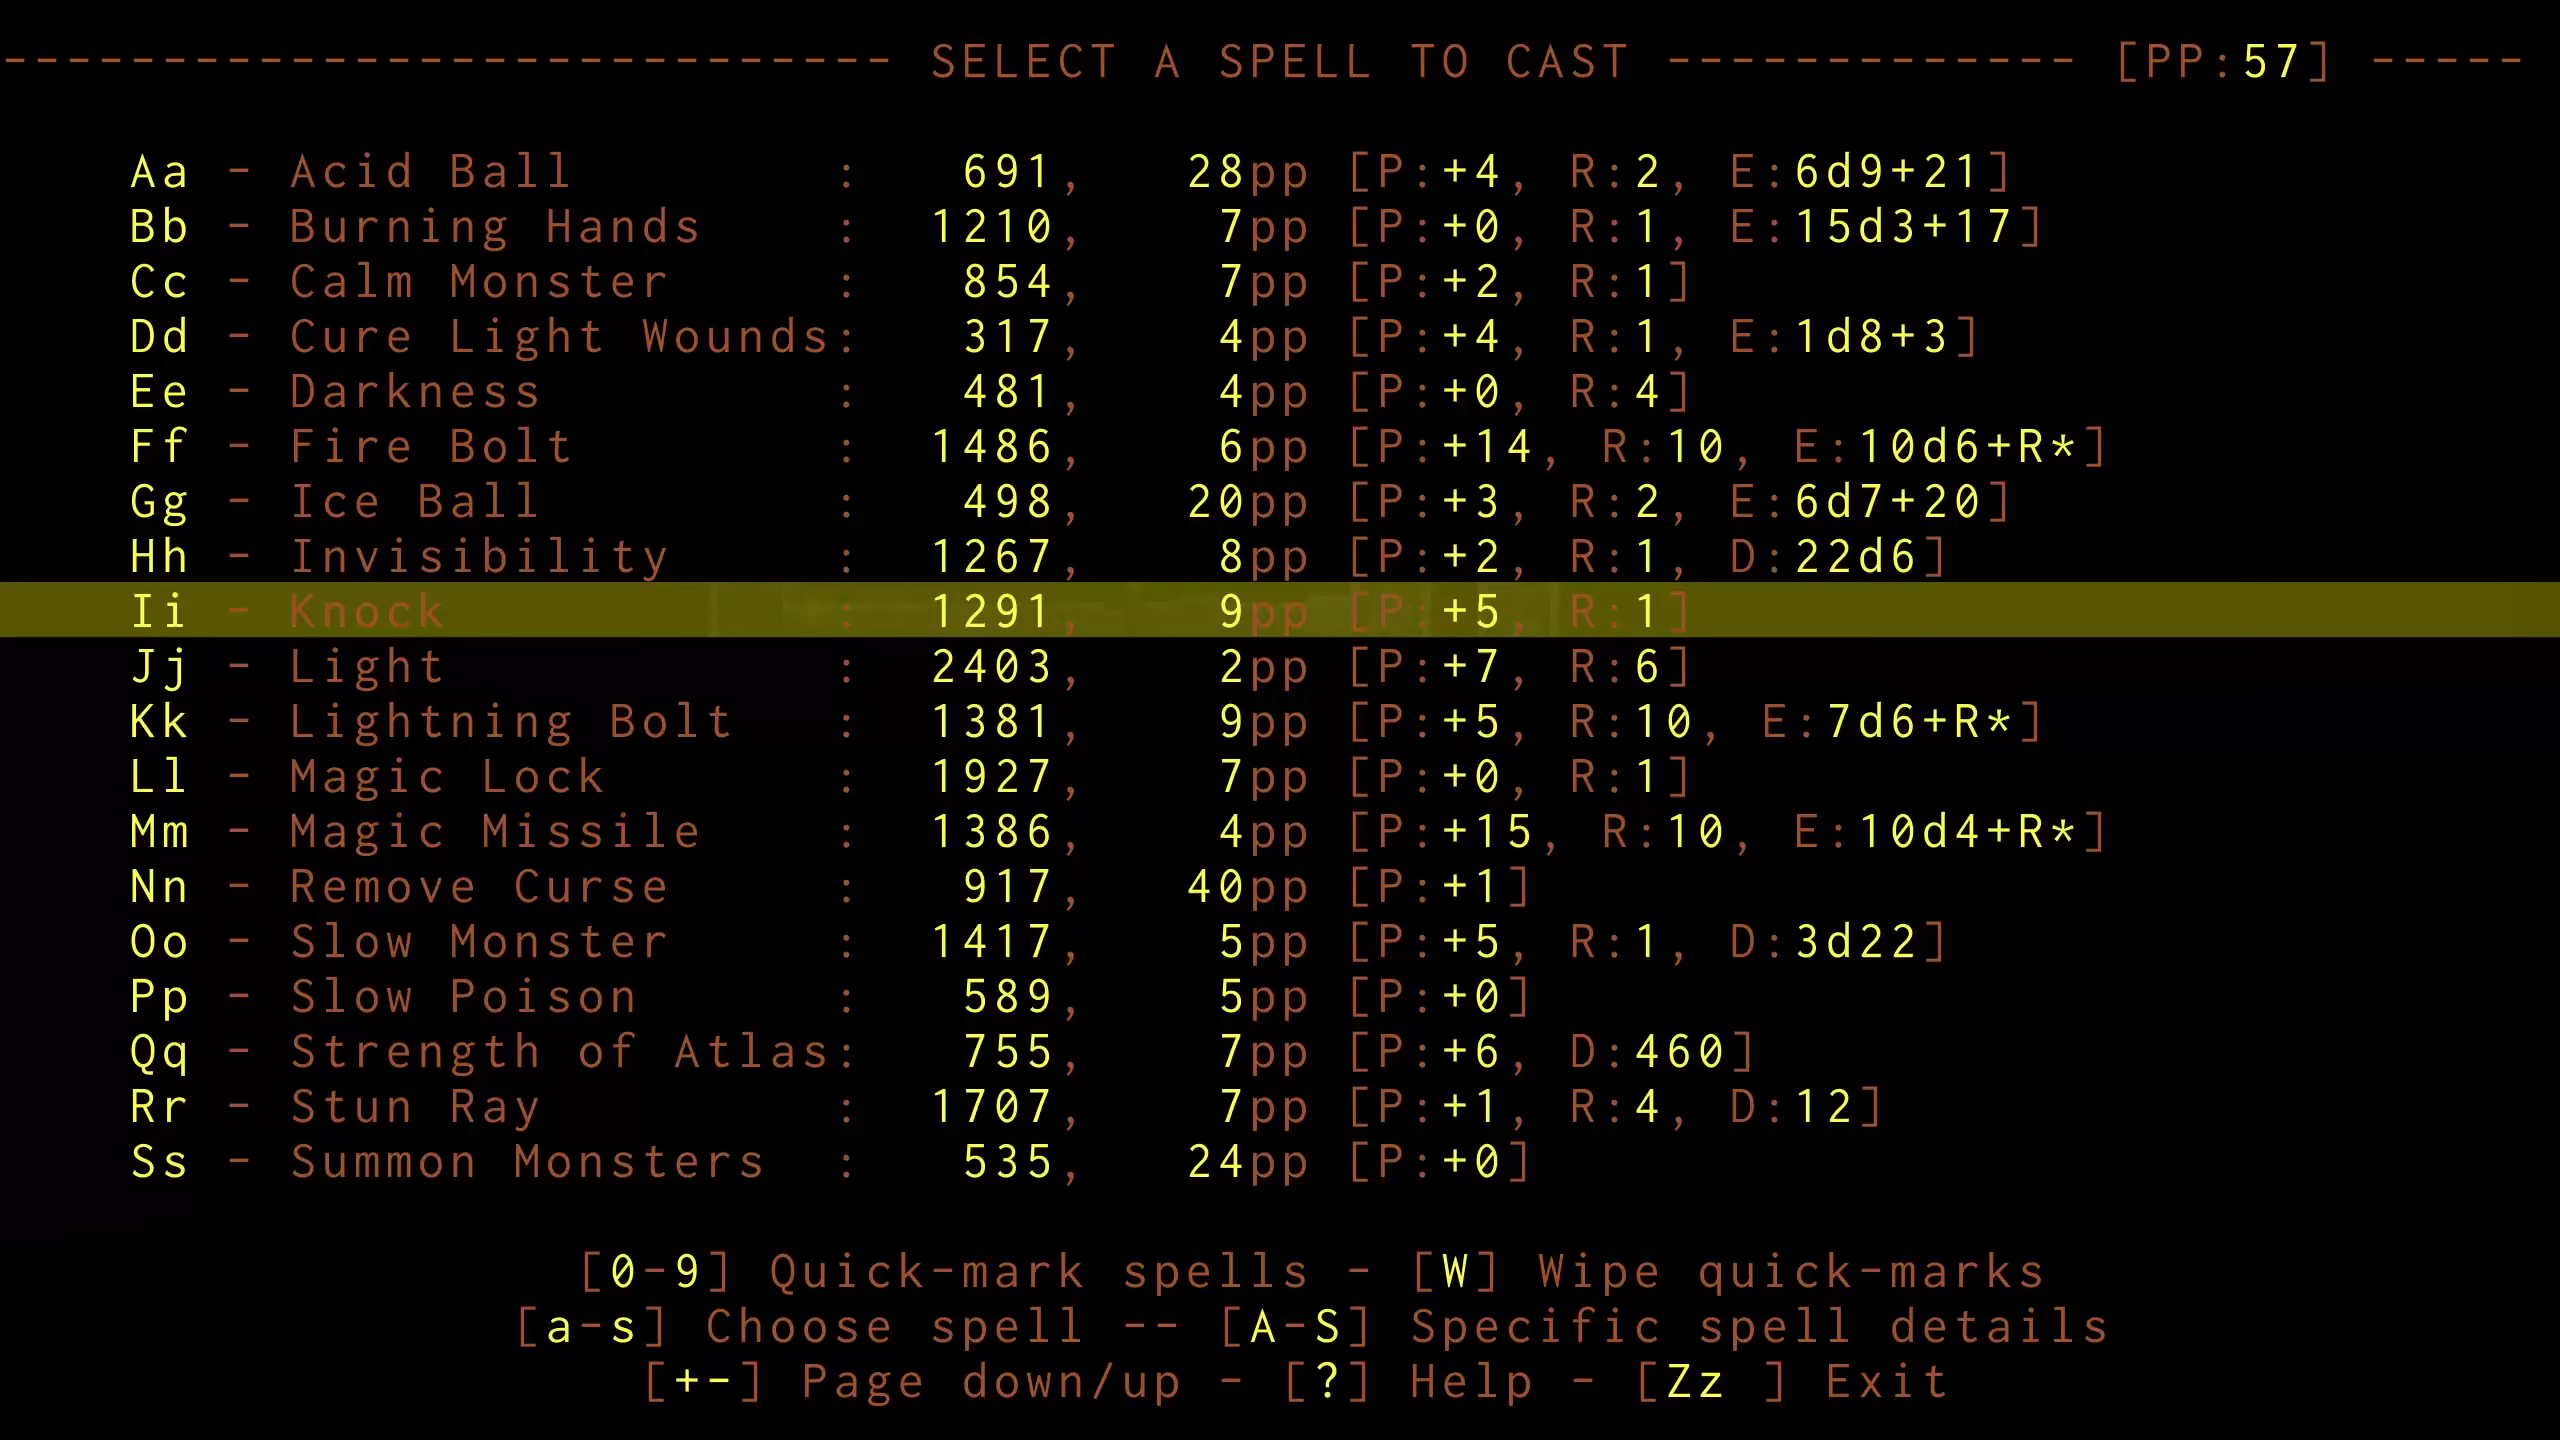 ---------------------------- SELECT A SPELL TO CAST ------------- [PP:57] -----
Aa - Acid Ball : 691, 28pp [P:+4, R:2, E:6d9+21]
Bb - Burning Hands : 1210, 7pp [P:+0, R:1, E:15d3+17]
Cc - Calm Monster : 854, 7pp [P:+2, R:1]
Dd - Cure Light Wounds: 317, 4pp [P:+4, R:1, E:1d8+3]
Ee - Darkness : 481, 4pp [P:+0, R:4]
Ff - Fire Bolt : 1486, 6pp [P:+14, R:10, E:10d6+R*]
Gg - Ice Ball : 498, 20pp [P:+3, R:2, E:6d7+20]
Hh - Invisibility : 1267, 8pp [P:+2, R:1, D:22d6]
Ii - Knock : 1291, 9pp [P:+5, R:1]
Jj - Light : 2403, 2pp [P:+7, R:6]
Kk - Lightning Bolt : 1381, 9pp [P:+5, R:10, E:7d6+R*]
Ll - Magic Lock : 1927, 7pp [P:+0, R:1]
Mm - Magic Missile : 1386, 4pp [P:+15, R:10, E:10d4+R*]
Nn - Remove Curse : 917, 40pp [P:+1]
Oo - Slow Monster : 1417, 5pp [P:+5, R:1, D:3d22]
Pp - Slow Poison : 589, 5pp [P:+0]
Qq - Strength of Atlas: 755, 7pp [P:+6, D:460]
Rr - Stun Ray : 1707, 7pp [P:+1, R:4, D:12]
Ss - Summon Monsters : 535, 24pp [P:+0]
[0-9] Quick-mark spells - [W] Wipe quick-marks
[a-s] Choose spell -- [A-S] Specific spell details
[+-] Page down/up - [?] Help - [Zz ] Exit